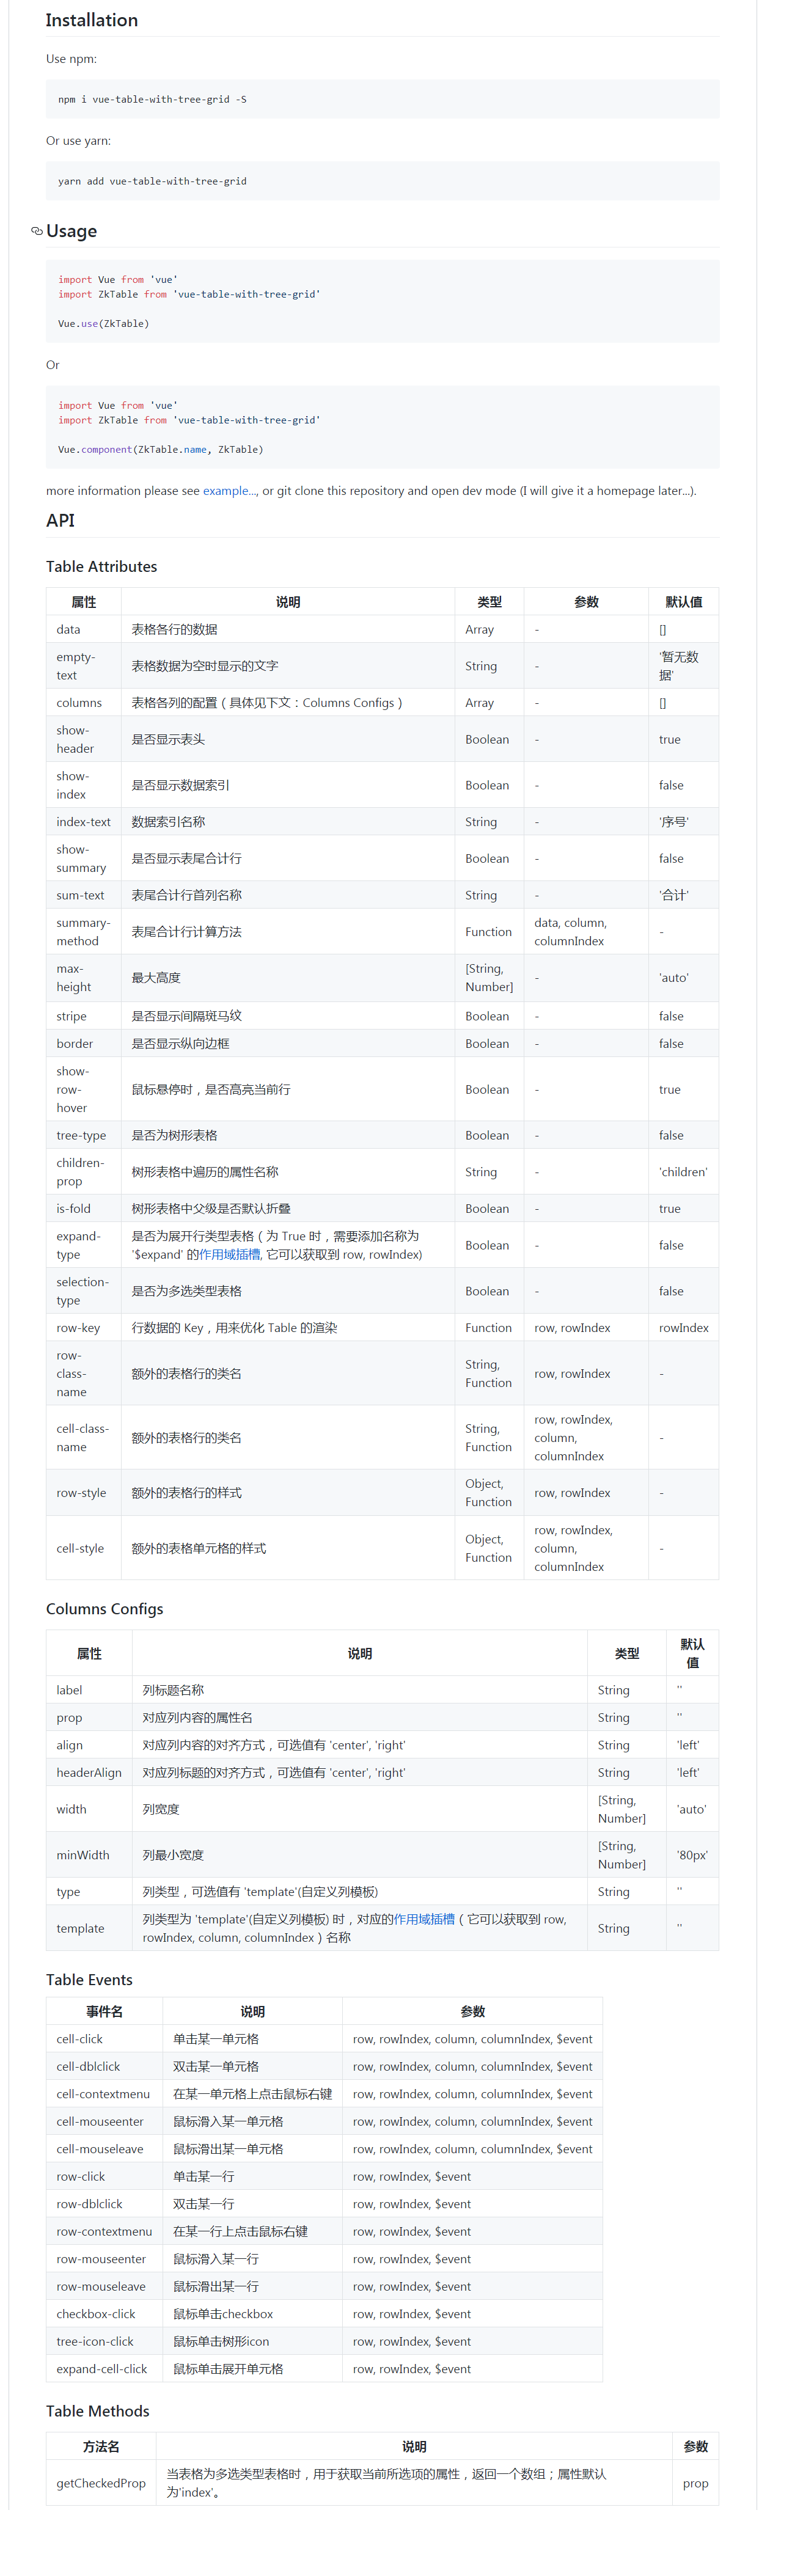 Installation
Use npm:
npm i vue-table-with-tree-grid -S
Or use yarn:
yarn add vue-table-with-tree-grid
Usage
import Vue from 'vue'
import ZkTable from 'vue-table-with-tree-grid'
Vue.use(ZkTable)
Or
import Vue from 'vue'
import ZkTable from 'vue-table-with-tree-grid'
Vue.component(ZkTable.name, ZkTable)
more information please see example..., or git clone this repository and open dev mode (I will give it a homepage later...).
API
Table Attributes
属性 说明 类型 参数 默认值
data 表格各行的数据 Array - []
empty-
text 表格数据为空时显示的文字 String - '暂无数
据'
columns 表格各列的配置（具体见下文：Columns Configs） Array - []
show-
header 是否显示表头 Boolean - true
show-
index 是否显示数据索引 Boolean - false
index-text 数据索引名称 String - '序号'
show-
summary 是否显示表尾合计行 Boolean - false
sum-text 表尾合计行首列名称 String - '合计'
summary-
method 表尾合计行计算方法 Function data, column,
columnIndex -
max-
height 最大高度 [String,
Number] - 'auto'
stripe 是否显示间隔斑马纹 Boolean - false
border 是否显示纵向边框 Boolean - false
show-
row-
hover 鼠标悬停时，是否高亮当前行 Boolean - true
tree-type 是否为树形表格 Boolean - false
children-
prop 树形表格中遍历的属性名称 String - 'children'
is-fold 树形表格中父级是否默认折叠 Boolean - true
expand-
type 是否为展开行类型表格（为 True 时，需要添加名称为
'$expand' 的作用域插槽, 它可以获取到 row, rowIndex) Boolean - false
selection-
type 是否为多选类型表格 Boolean - false
row-key 行数据的 Key，用来优化 Table 的渲染 Function row, rowIndex rowIndex
row-
class-
name 额外的表格行的类名 String,
Function row, rowIndex -
cell-class-
name 额外的表格行的类名 String,
Function row, rowIndex,
column,
columnIndex -
row-style 额外的表格行的样式 Object,
Function row, rowIndex -
cell-style 额外的表格单元格的样式 Object,
Function row, rowIndex,
column,
columnIndex -
Columns Configs
属性 说明 类型 默认
值
label 列标题名称 String ''
prop 对应列内容的属性名 String ''
align 对应列内容的对齐方式，可选值有 'center', 'right' String 'left'
headerAlign 对应列标题的对齐方式，可选值有 'center', 'right' String 'left'
width 列宽度 [String,
Number] 'auto'
minWidth 列最小宽度 [String,
Number] '80px'
type 列类型，可选值有 'template'(自定义列模板) String ''
template 列类型为 'template'(自定义列模板) 时，对应的作用域插槽（它可以获取到 row,
rowIndex, column, columnIndex）名称 String ''
Table Events
事件名 说明 参数
cell-click 单击某一单元格 row, rowIndex, column, columnIndex, $event
cell-dblclick 双击某一单元格 row, rowIndex, column, columnIndex, $event
cell-contextmenu 在某一单元格上点击鼠标右键 row, rowIndex, column, columnIndex, $event
cell-mouseenter 鼠标滑入某一单元格 row, rowIndex, column, columnIndex, $event
cell-mouseleave 鼠标滑出某一单元格 row, rowIndex, column, columnIndex, $event
row-click 单击某一行 row, rowIndex, $event
row-dblclick 双击某一行 row, rowIndex, $event
row-contextmenu 在某一行上点击鼠标右键 row, rowIndex, $event
row-mouseenter 鼠标滑入某一行 row, rowIndex, $event
row-mouseleave 鼠标滑出某一行 row, rowIndex, $event
checkbox-click 鼠标单击checkbox row, rowIndex, $event
tree-icon-click 鼠标单击树形icon row, rowIndex, $event
expand-cell-click 鼠标单击展开单元格 row, rowIndex, $event
Table Methods
方法名 说明 参数
getCheckedProp 当表格为多选类型表格时，用于获取当前所选项的属性，返回一个数组；属性默认
为'index'。 prop